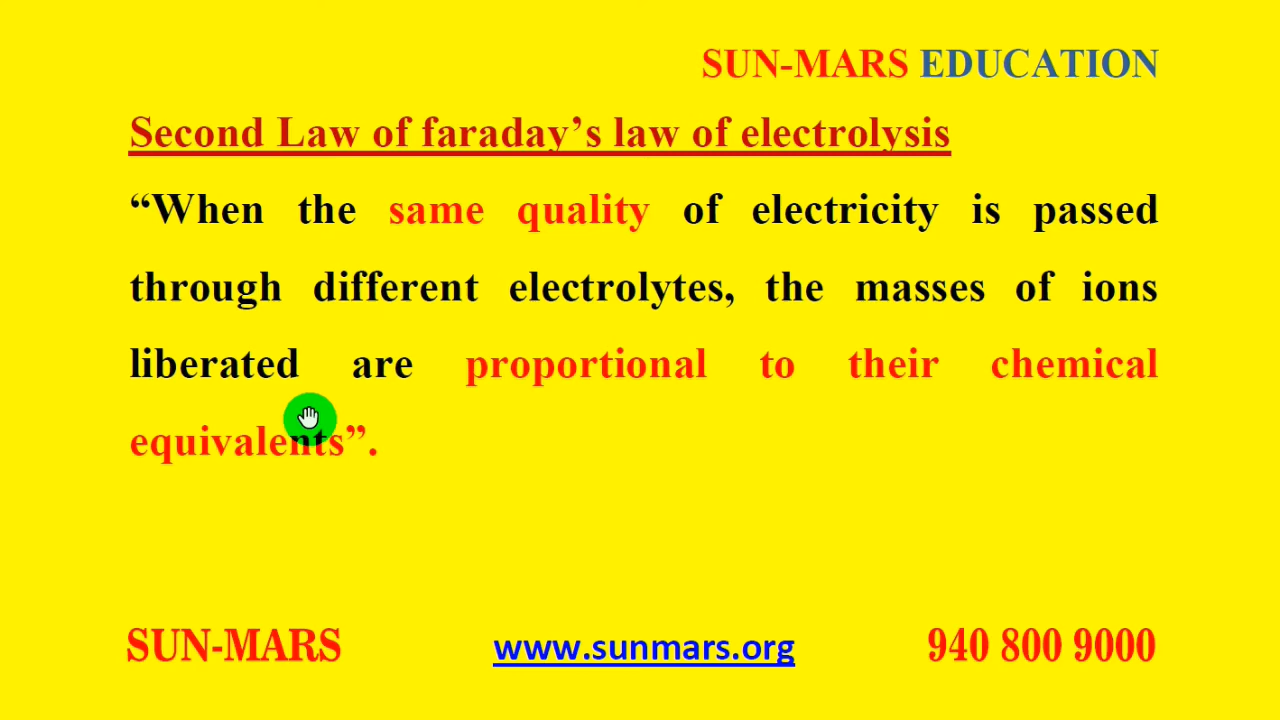 SUN-MARS EDUCATION
Second Law of faraday’s law of electrolysis
“When the same quality of electricity is passed
through different electrolytes, the masses of ions
liberated are proportional to their chemical
equivalents”.
SUN-MARS www.sunmars.org 940 800 9000